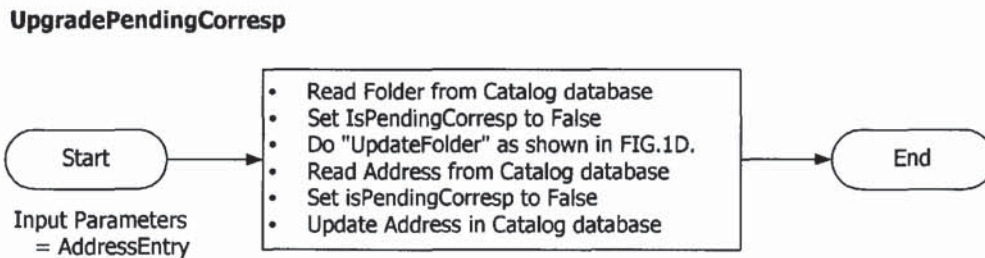 UpgradePendingCorresp
Start
Input Parameters
= AddressEntry
• Read Folder from Catalog database
• Set IsPendingCorresp to False
• Do "UpdateFolder" as shown in FIG.1D.
• Read Address from Catalog database
• Set isPendingCorresp to False
• Update Address in Catalog database
End